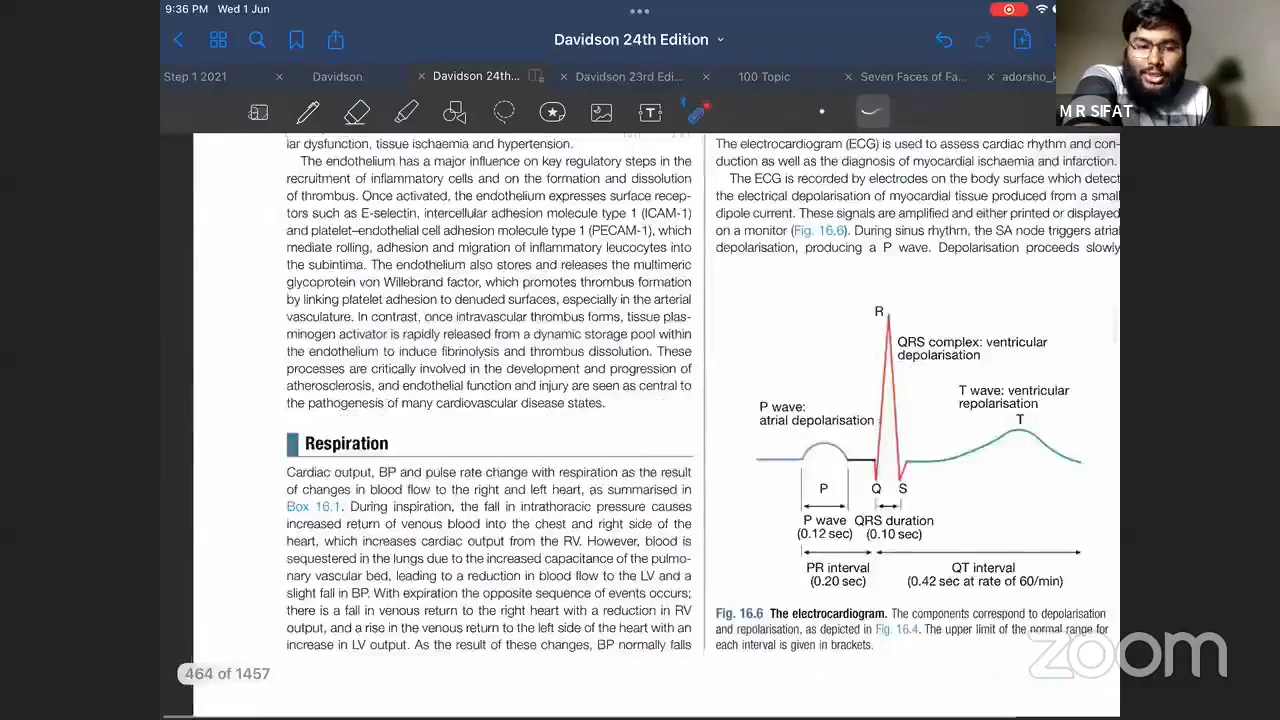 9:36 PM Wed 1 Jun
Davidson 24th Edition
Step 1 2021
Davidson
Davidson 24th...
Davidson 23rd Edi...
100 Topic
Seven Faces of Fa...
adorsho_k
M R SIFAT
lar dysfunction, tissue ischaemia and hypertension.
The endothelium has a major influence on key regulatory steps in the
recruitment of inflammatory cells and on the formation and dissolution
of thrombus. Once activated, the endothelium expresses surface recep-
tors such as E-selectin, intercellular adhesion molecule type 1 (ICAM-1)
and platelet–endothelial cell adhesion molecule type 1 (PECAM-1), which
mediate rolling, adhesion and migration of inflammatory leucocytes into
the subintima. The endothelium also stores and releases the multimeric
glycoprotein von Willebrand factor, which promotes thrombus formation
by linking platelet adhesion to denuded surfaces, especially in the arterial
vasculature. In contrast, once intravascular thrombus forms, tissue plas-
minogen activator is rapidly released from a dynamic storage pool within
the endothelium to induce fibrinolysis and thrombus dissolution. These
processes are critically involved in the development and progression of
atherosclerosis, and endothelial function and injury are seen as central to
the pathogenesis of many cardiovascular disease states.
Respiration
Cardiac output, BP and pulse rate change with respiration as the result
of changes in blood flow to the right and left heart, as summarised in
Box 16.1. During inspiration, the fall in intrathoracic pressure causes
increased return of venous blood into the chest and right side of the
heart, which increases cardiac output from the RV. However, blood is
sequestered in the lungs due to the increased capacitance of the pulmo-
nary vascular bed, leading to a reduction in blood flow to the LV and a
slight fall in BP. With expiration the opposite sequence of events occurs;
there is a fall in venous return to the right heart with a reduction in RV
output, and a rise in the venous return to the left side of the heart with an
increase in LV output. As the result of these changes, BP normally falls
464 of 1457
The electrocardiogram (ECG) is used to assess cardiac rhythm and con-
duction as well as the diagnosis of myocardial ischaemia and infarction.
The ECG is recorded by electrodes on the body surface which detect
the electrical depolarisation of myocardial tissue produced from a small
dipole current. These signals are amplified and either printed or displayed
on a monitor (Fig. 16.6). During sinus rhythm, the SA node triggers atrial
depolarisation, producing a P wave. Depolarisation proceeds slowly
R
QRS complex: ventricular
depolarisation
T wave: ventricular
repolarisation
P wave:
atrial depolarisation
T
P
Q
S
P wave
(0.12 sec)
QRS duration
(0.10 sec)
PR interval
(0.20 sec)
QT interval
(0.42 sec at rate of 60/min)
Fig. 16.6 The electrocardiogram. The components correspond to depolarisation
and repolarisation, as depicted in Fig. 16.4. The upper limit of the normal range for
each interval is given in brackets.
zoom